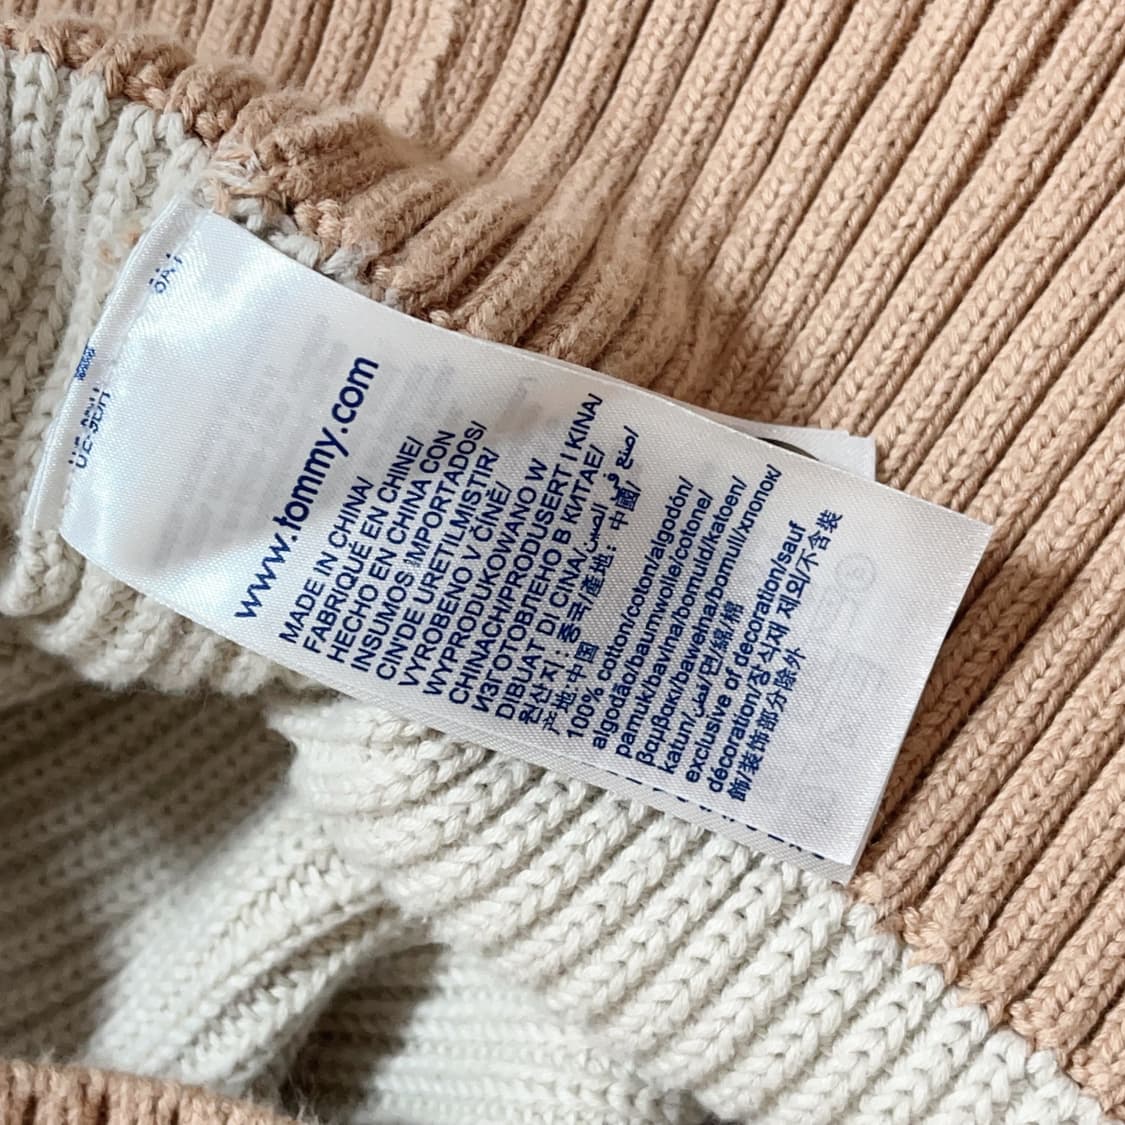 www.tommy.com
MADE IN CHINA/
FABRIQUÉ EN CHINE/
HECHO EN CHINA CON
INSUMOS IMPORTADOS/
CIN'DE URETILMISTIR/
VYROBENO V ČÍNĚ/
WYPRODUKOWANO W
CHINACH/PRODUSERT I KINA/
ИЗГОТОВЛЕНО В КИТАЕ/
DIBUAT DI CINA/صنع في الصين/
원산지: 중국/產地: 中國/
产地 中国
100% cotton/coton/algodón/
algodão/baumwolle/cotone/
pamuk/bavlna/bomuld/katoen/
βαμβακι/bawełna/bomull/хлопок/
katun/قطن/면/綿/棉
exclusive of decoration/sauf
décoration/장식재 제외/不含裝
飾/装饰部分除外